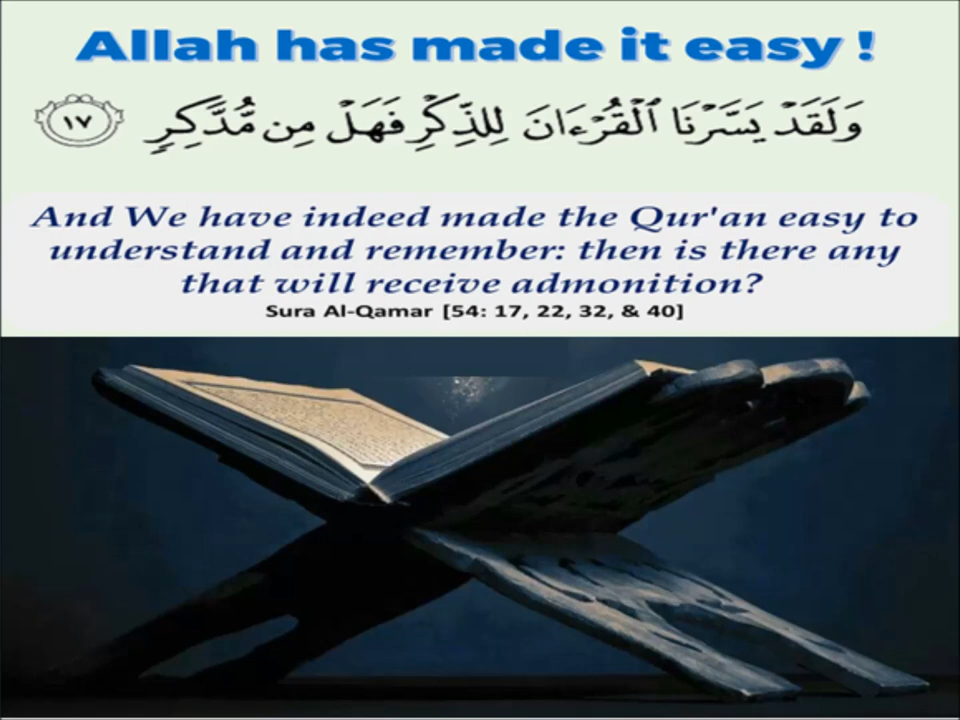 Allah has made it easy !
وَلَقَدْ يَسَّرْنَا ٱلْقُرْءَانَ لِلذِّكْرِ فَهَلْ مِن مُّدَّكِرٍ ١٧
And We have indeed made the Qur'an easy to
understand and remember: then is there any
that will receive admonition?
Sura Al-Qamar [54: 17, 22, 32, & 40]